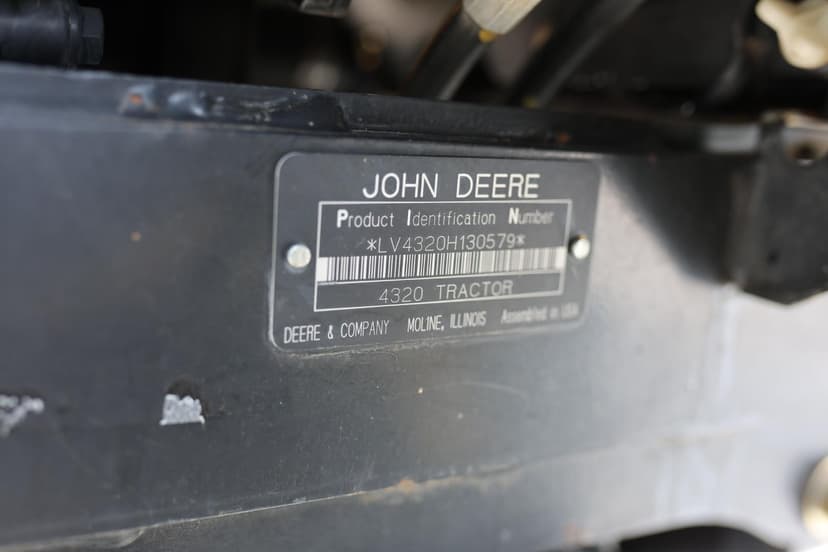 JOHN DEERE
Product Identification Number
*LV4320H130579*
4320 TRACTOR
DEERE & COMPANY MOLINE, ILLINOIS Assembled in USA